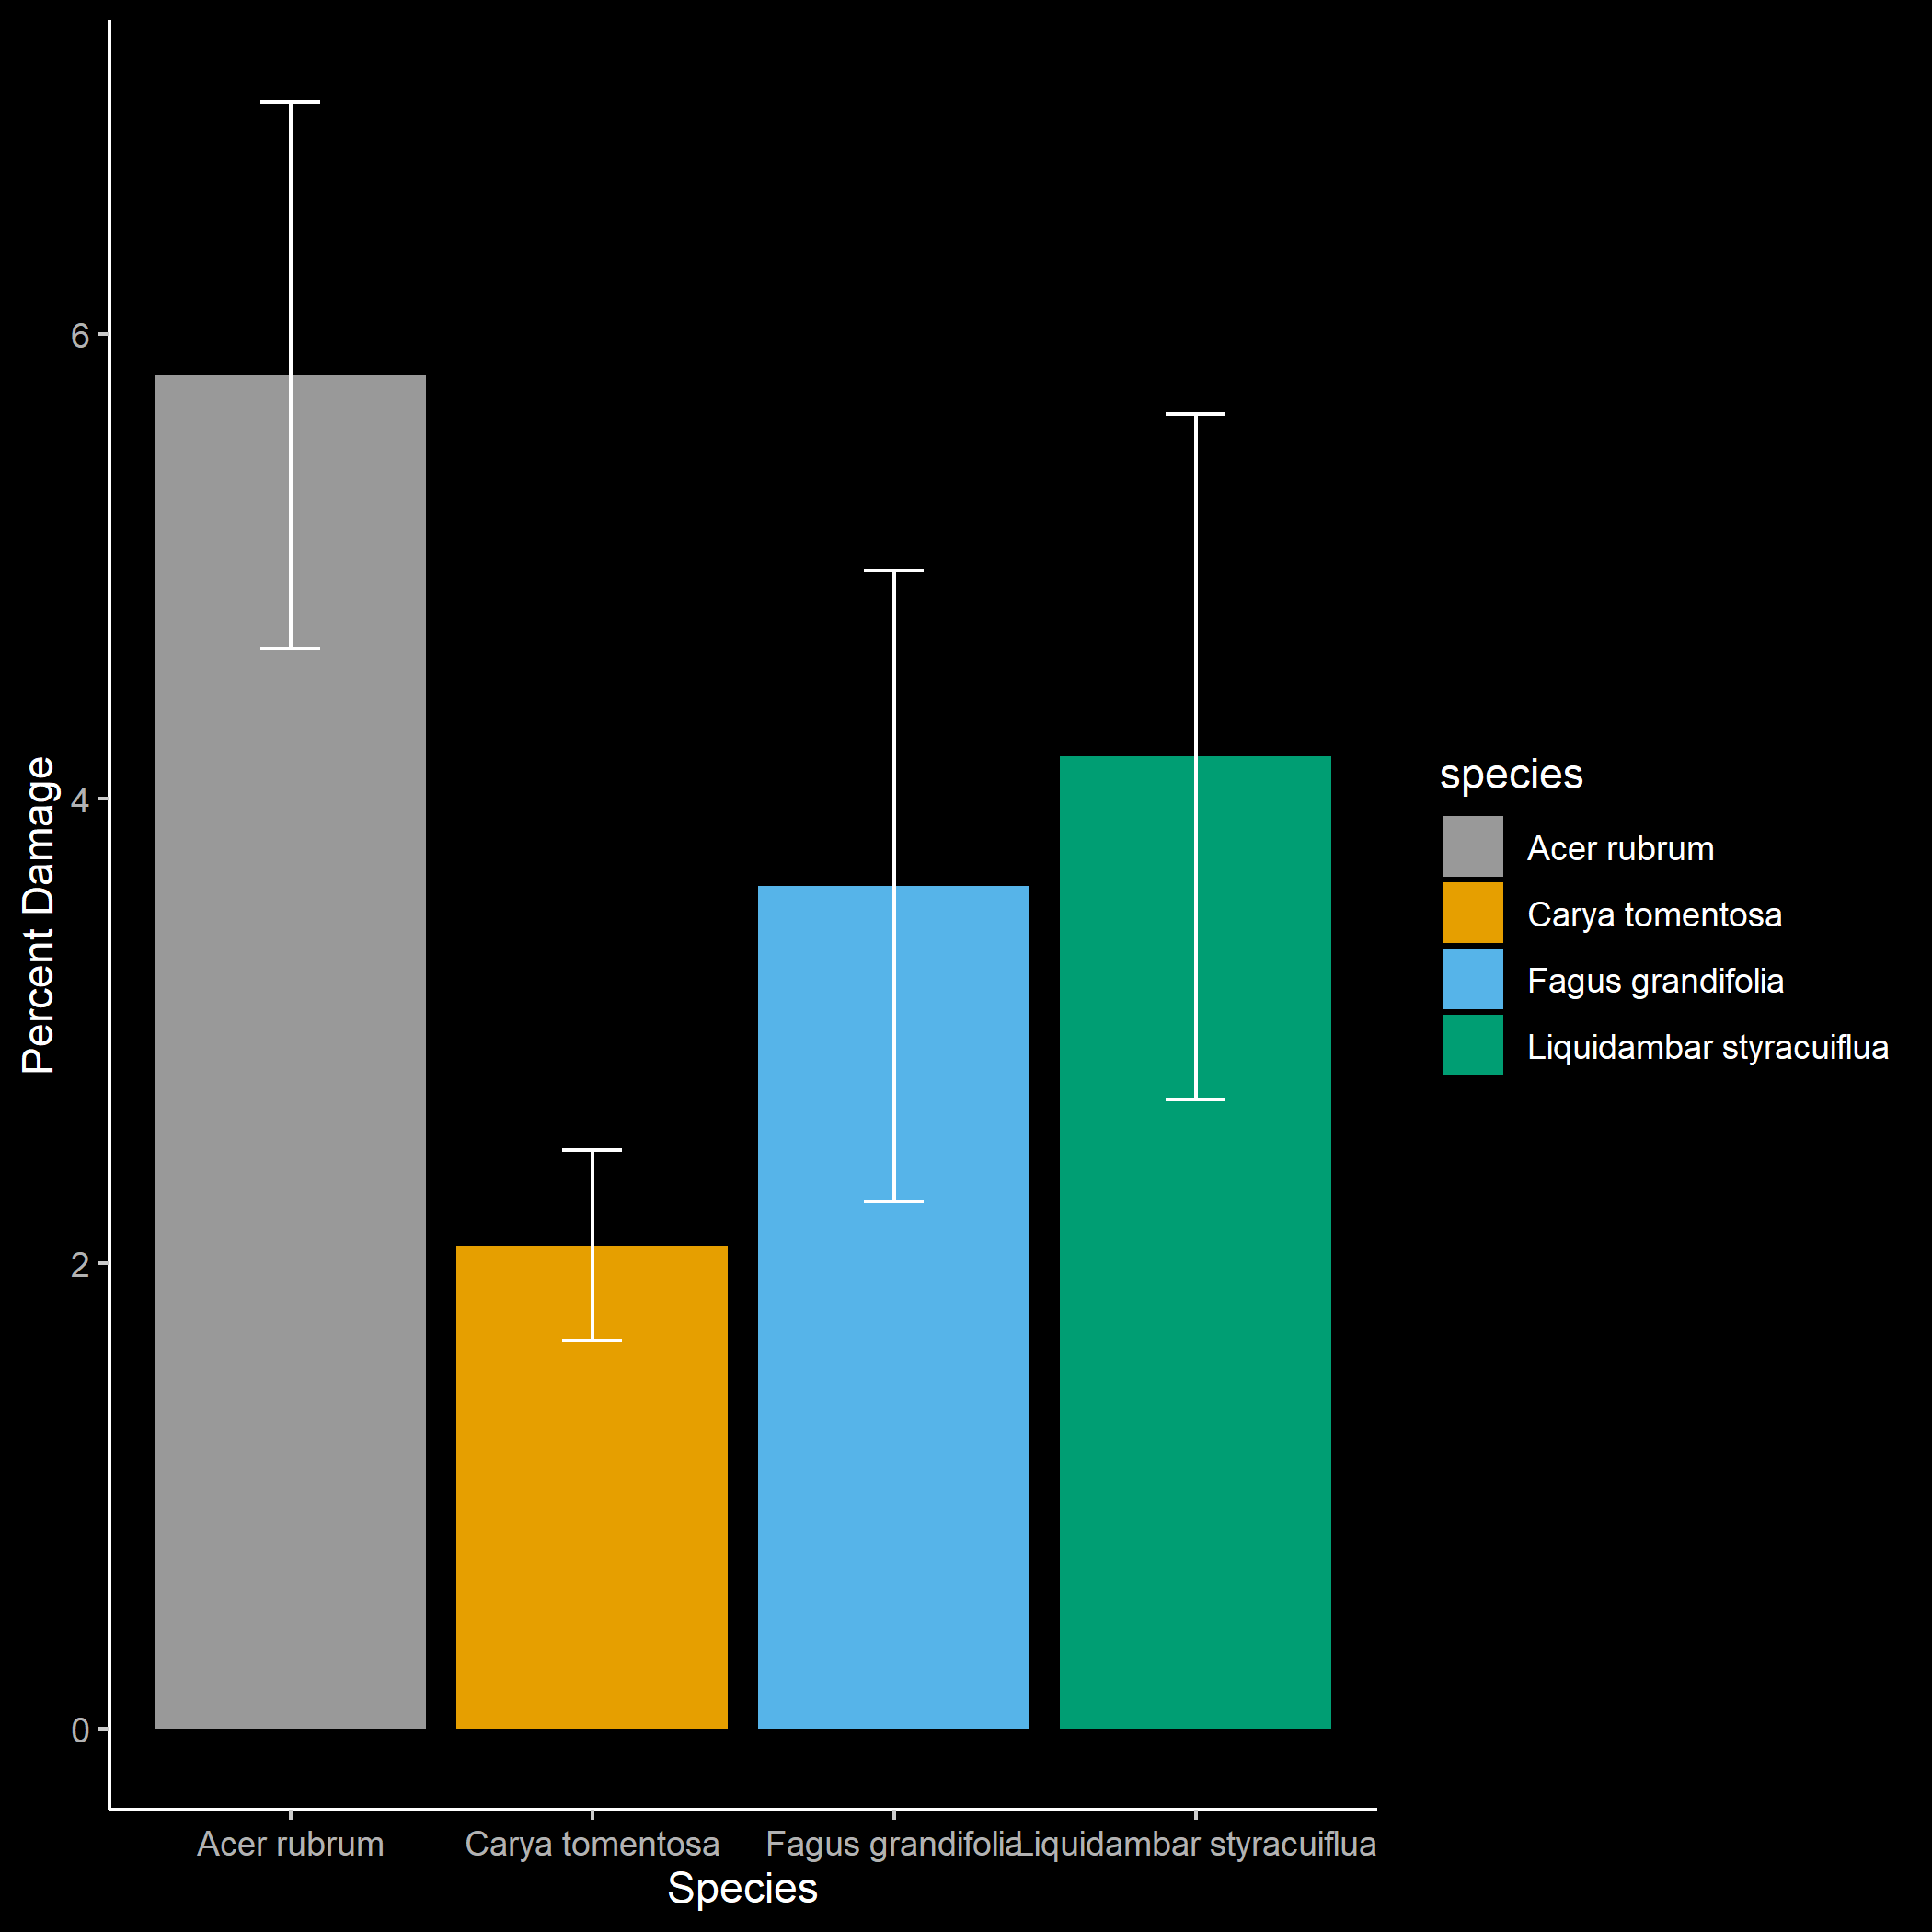 Percent Damage
6
4
2
0
Acer rubrum
Carya tomentosa
Fagus grandifolia
Liquidambar styracuiflua
Species
species
Acer rubrum
Carya tomentosa
Fagus grandifolia
Liquidambar styracuiflua